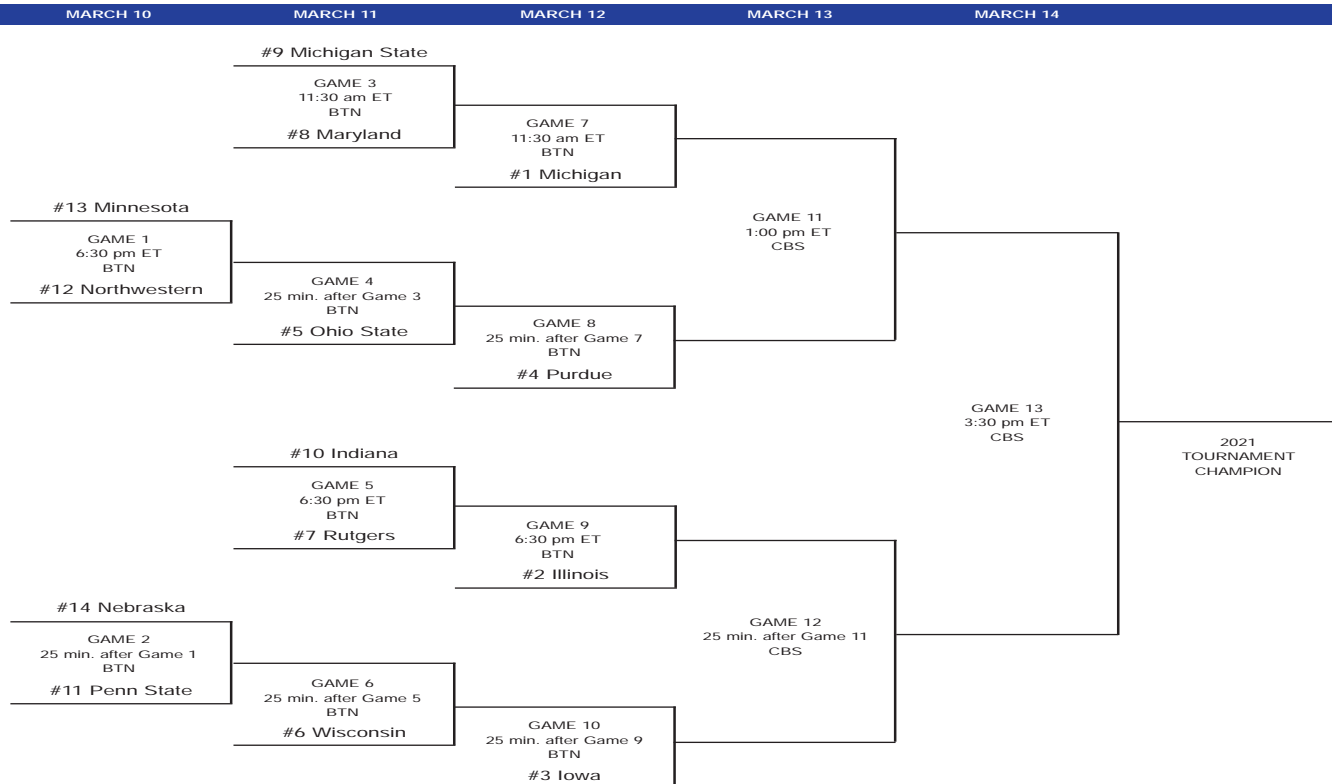 MARCH 10 MARCH 11 MARCH 12 MARCH 13 MARCH 14
#9 Michigan State
GAME 3
11:30 am ET
BTN
#8 Maryland
GAME 7
11:30 am ET
BTN
#1 Michigan
#13 Minnesota
GAME 1
6:30 pm ET
BTN
#12 Northwestern
GAME 4
25 min. after Game 3
BTN
#5 Ohio State
GAME 8
25 min. after Game 7
BTN
#4 Purdue
GAME 11
1:00 pm ET
CBS
#10 Indiana
GAME 5
6:30 pm ET
BTN
#7 Rutgers
GAME 9
6:30 pm ET
BTN
#2 Illinois
#14 Nebraska
GAME 2
25 min. after Game 1
BTN
#11 Penn State
GAME 6
25 min. after Game 5
BTN
#6 Wisconsin
GAME 10
25 min. after Game 9
BTN
#3 Iowa
GAME 12
25 min. after Game 11
CBS
GAME 13
3:30 pm ET
CBS
2021
TOURNAMENT
CHAMPION